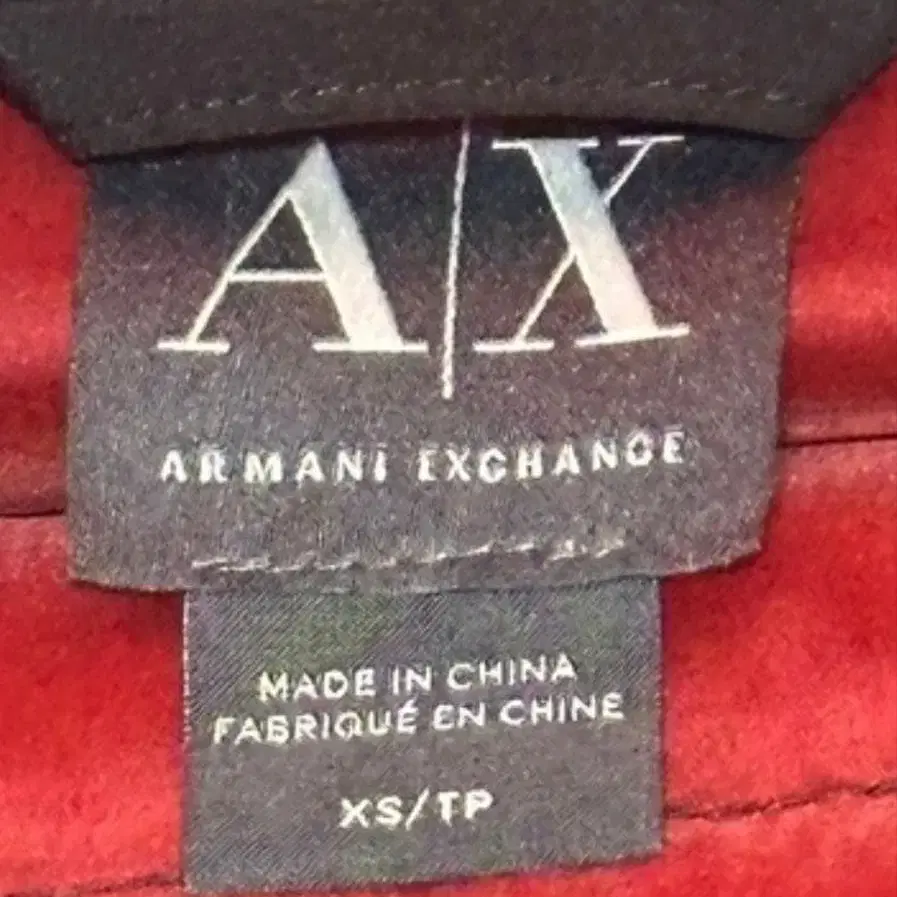 A|X
ARMANI EXCHANGE
MADE IN CHINA
FABRIQUÉ EN CHINE
XS/TP